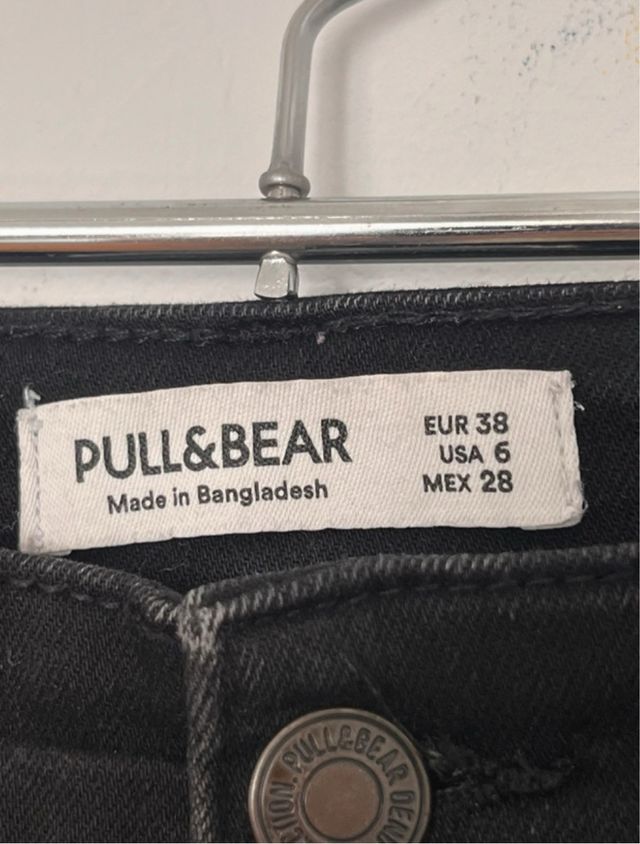 PULL&BEAR
Made in Bangladesh
EUR 38
USA 6
MEX 28
PULL&BEAR